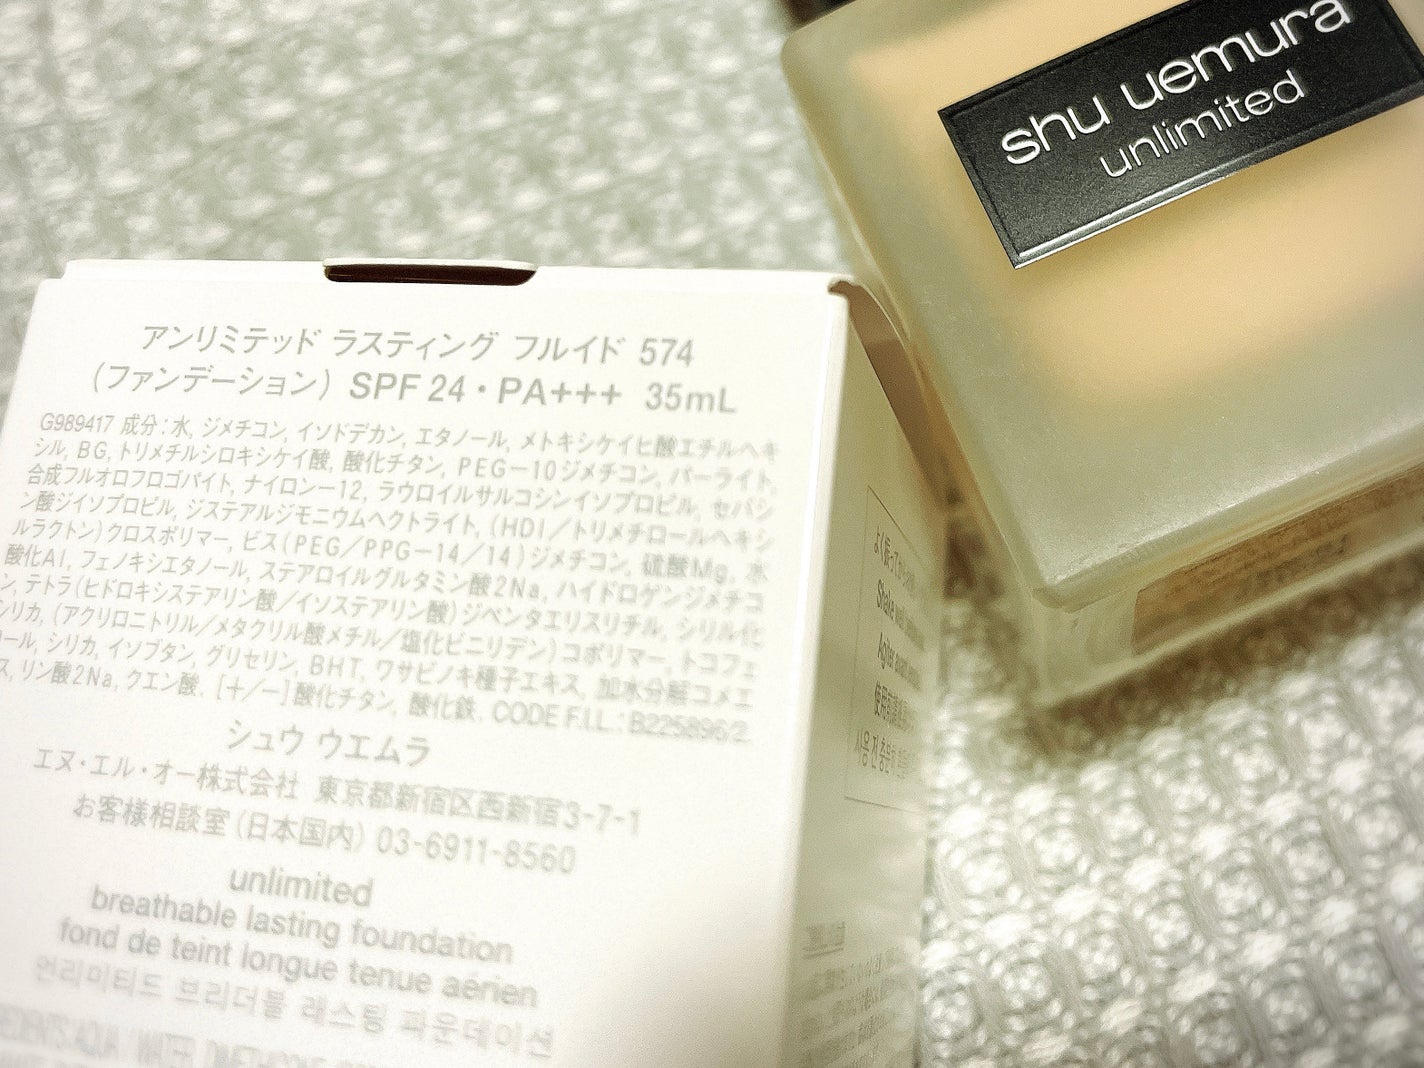 shu uemura
unlimited
アンリミテッド ラスティング フルイド 574
(ファンデーション) SPF 24・PA+++ 35mL
G989417 成分:水, ジメチコン, イソドデカン, エタノール, メトキシケイヒ酸エチルヘキ
シル, BG, トリメチルシロキシケイ酸, 酸化チタン, PEG－10ジメチコン, パーライト,
合成フルオロフロゴパイト, ナイロン－12, ラウロイルサルコシンイソプロピル, セバシ
ン酸ジイソプロピル, ジステアルジモニウムヘクトライト, (HDI／トリメチロールヘキシ
ルラクトン)クロスポリマー, ビス(PEG／PPG－14／14)ジメチコン, 硫酸Mg, 水
酸化Al, フェノキシエタノール, ステアロイルグルタミン酸2Na, ハイドロゲンジメチコ
ン, テトラ(ヒドロキシステアリン酸／イソステアリン酸)ジペンタエリスリチル, シリル化
シリカ, (アクリロニトリル／メタクリル酸メチル／塩化ビニリデン)コポリマー, トコフェ
ロール, シリカ, イソブタン, グリセリン, BHT, ワサビノキ種子エキス, 加水分解コメエ
ス, リン酸2Na, クエン酸. [+/－]酸化チタン, 酸化鉄. CODE F.I.L.: B225896/2
シュウ ウエムラ
エヌ・エル・オー株式会社 東京都新宿区西新宿3-7-1
お客様相談室(日本国内) 03-6911-8560
unlimited
breathable lasting foundation
fond de teint longue tenue aérien
언리미티드 브리더블 래스팅 파운데이션
Shake well
Agiter avant
使用前
사용 전 충분히